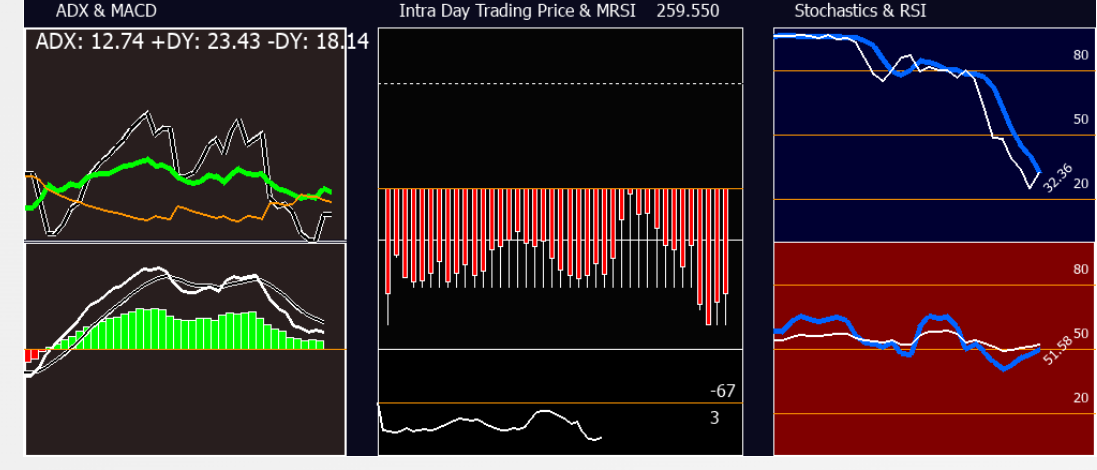 ADX & MACD
Intra Day Trading Price & MRSI 259.550
Stochastics & RSI
ADX: 12.74 +DY: 23.43 -DY: 18.14
80
50
32.36
20
80
50
51.58
20
-67
3